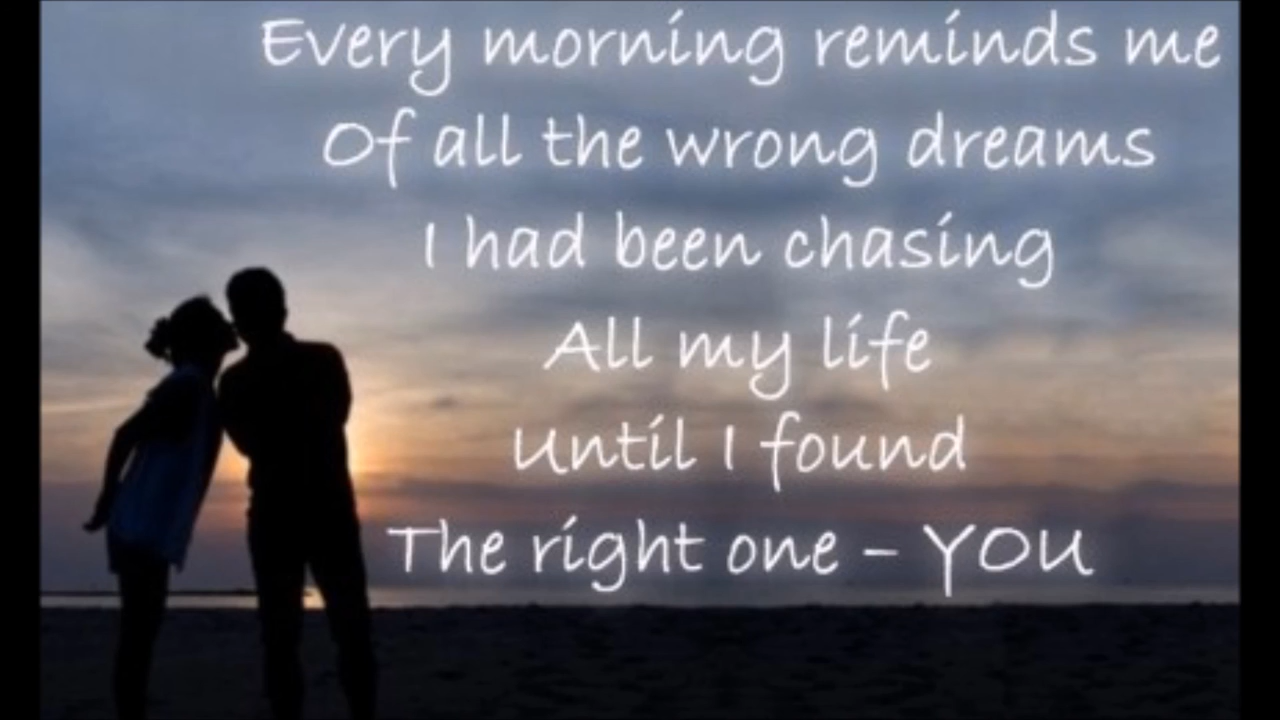 Every morning reminds me
Of all the wrong dreams
I had been chasing
All my life
Until I found
The right one – YOU